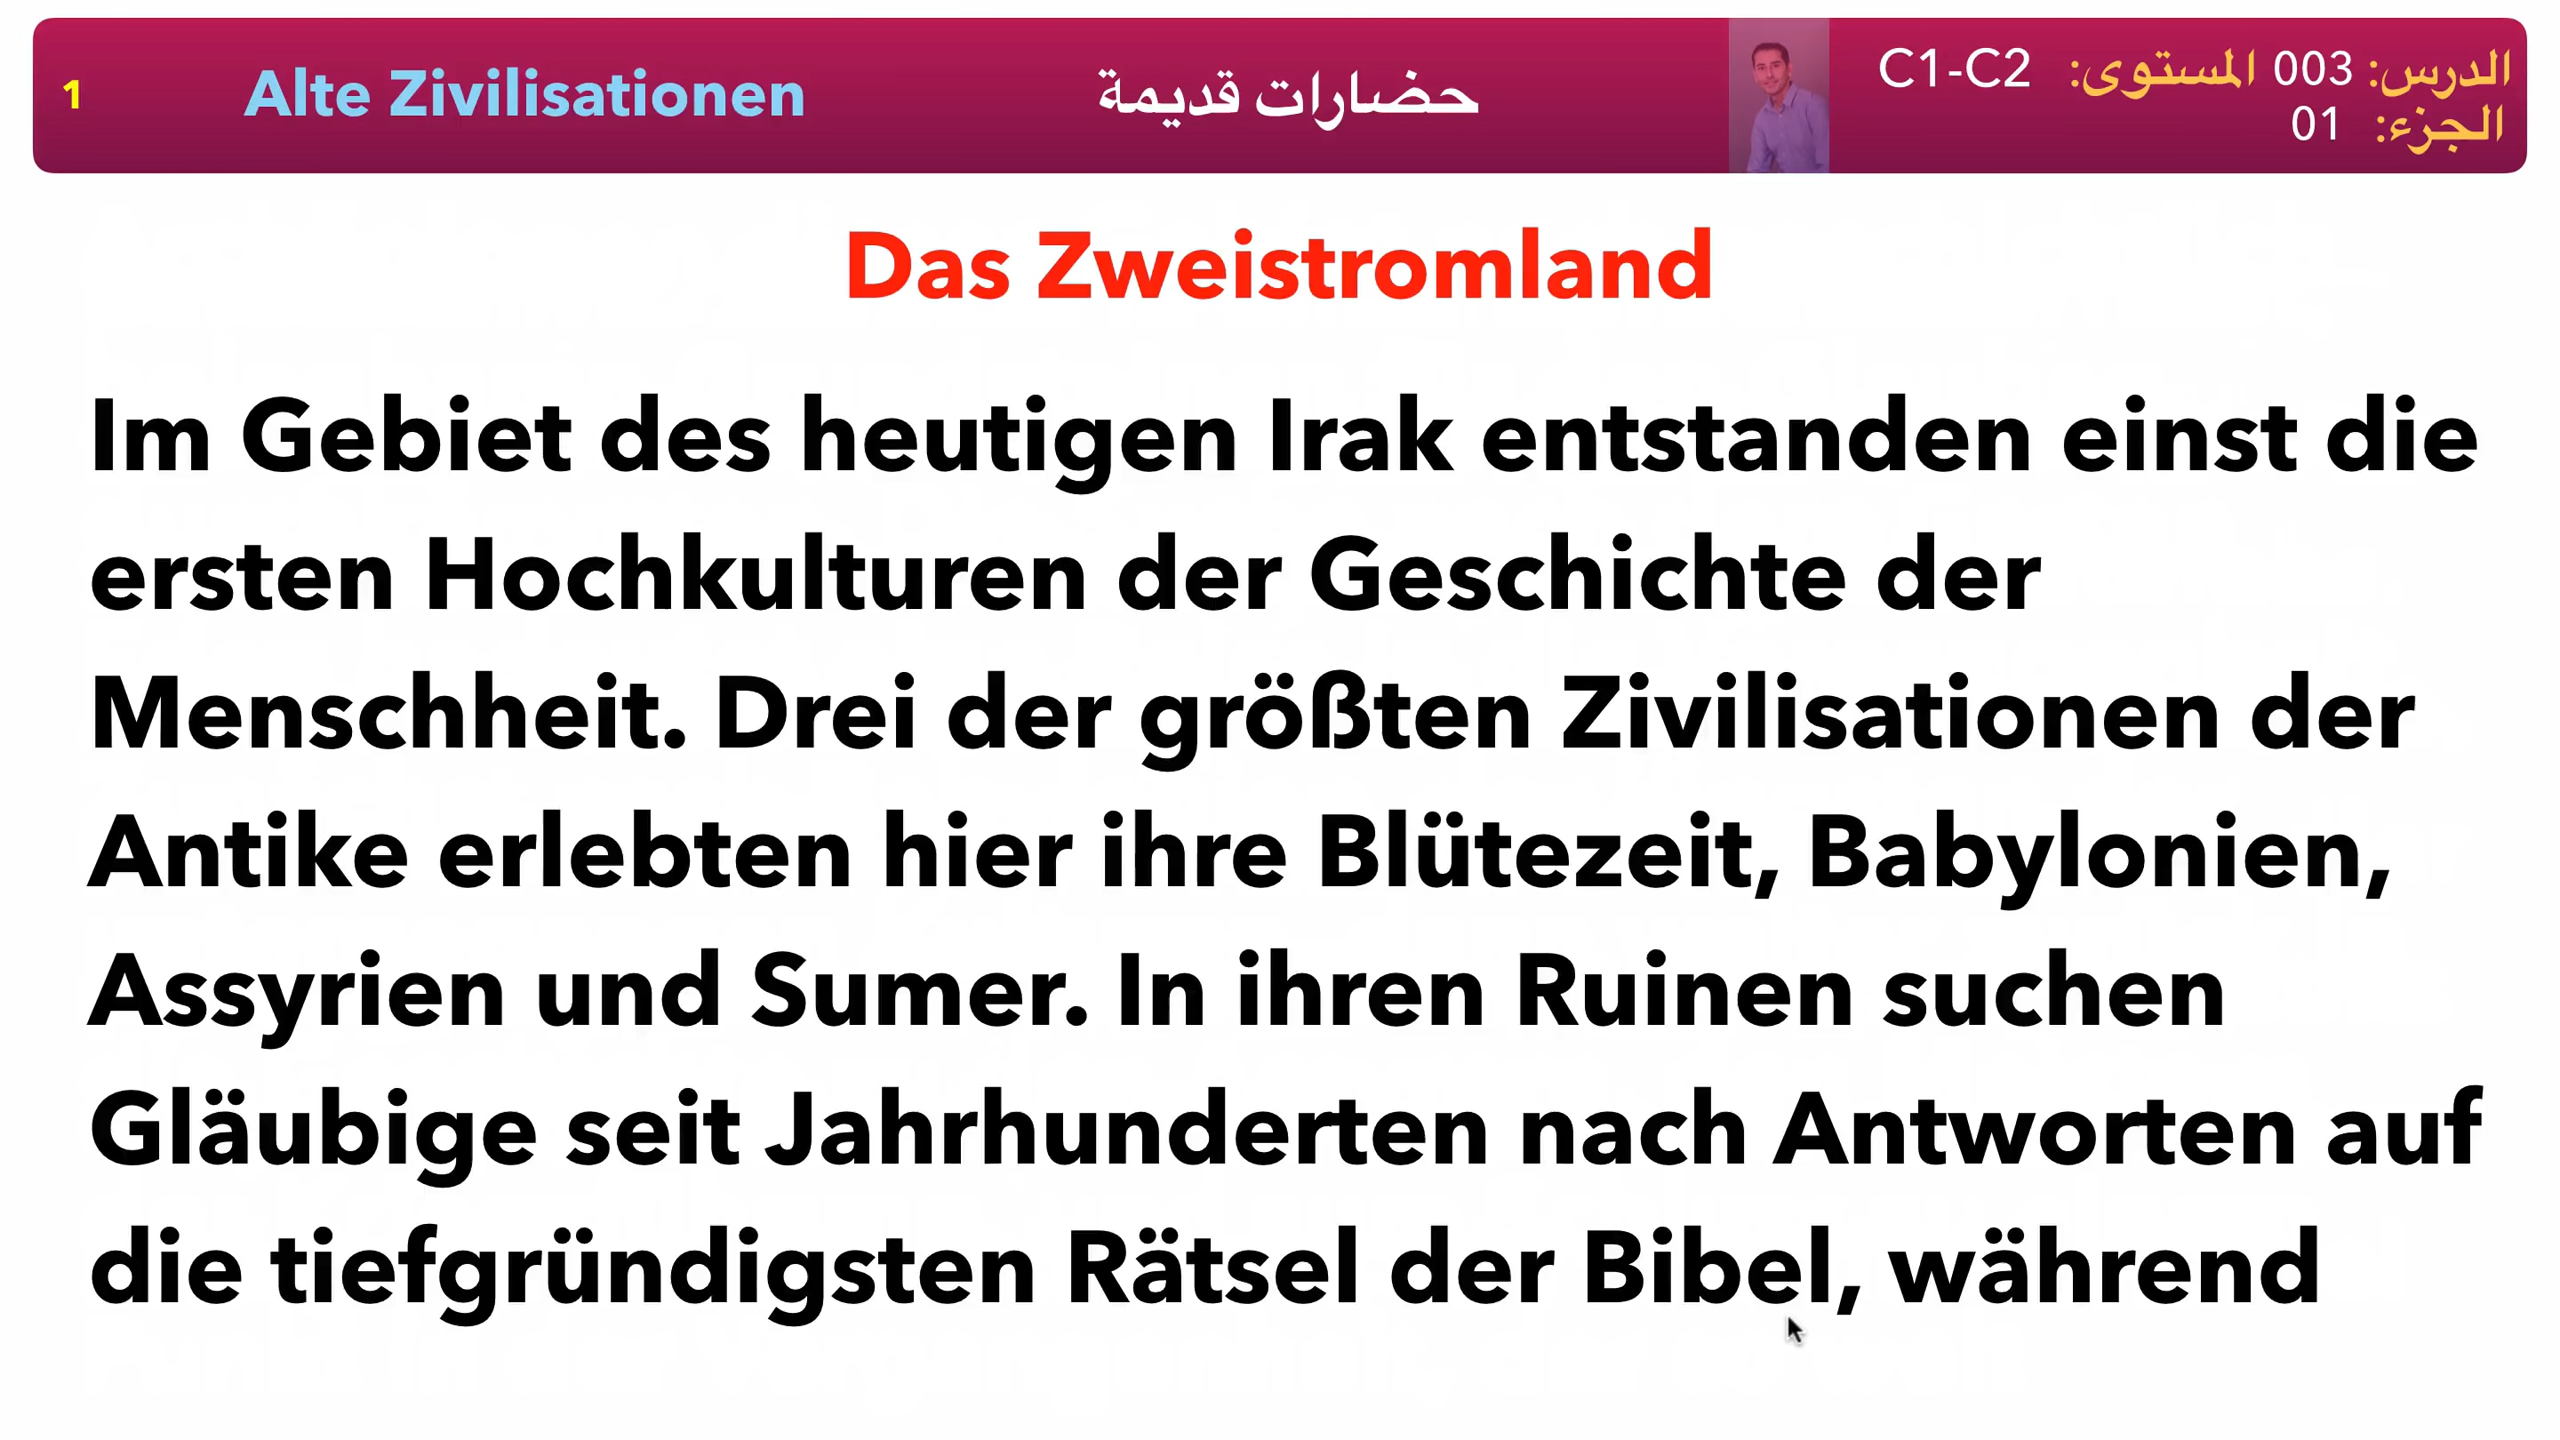 1
Alte Zivilisationen
حضارات قديمة
الدرس: 003 المستوى: C1-C2
الجزء: 01
Das Zweistromland
Im Gebiet des heutigen Irak entstanden einst die
ersten Hochkulturen der Geschichte der
Menschheit. Drei der größten Zivilisationen der
Antike erlebten hier ihre Blütezeit, Babylonien,
Assyrien und Sumer. In ihren Ruinen suchen
Gläubige seit Jahrhunderten nach Antworten auf
die tiefgründigsten Rätsel der Bibel, während